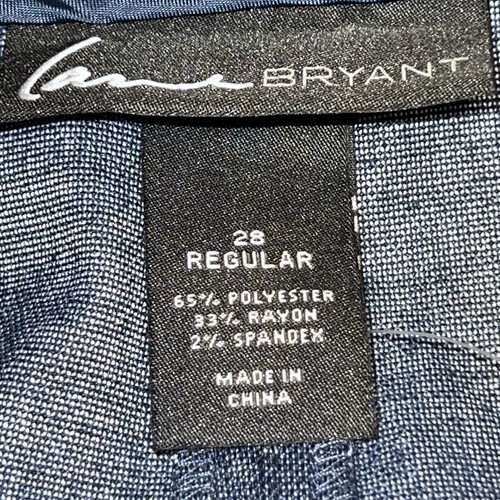 Lane BRYANT
28
REGULAR
65% POLYESTER
33% RAYON
2% SPANDEX
MADE IN
CHINA